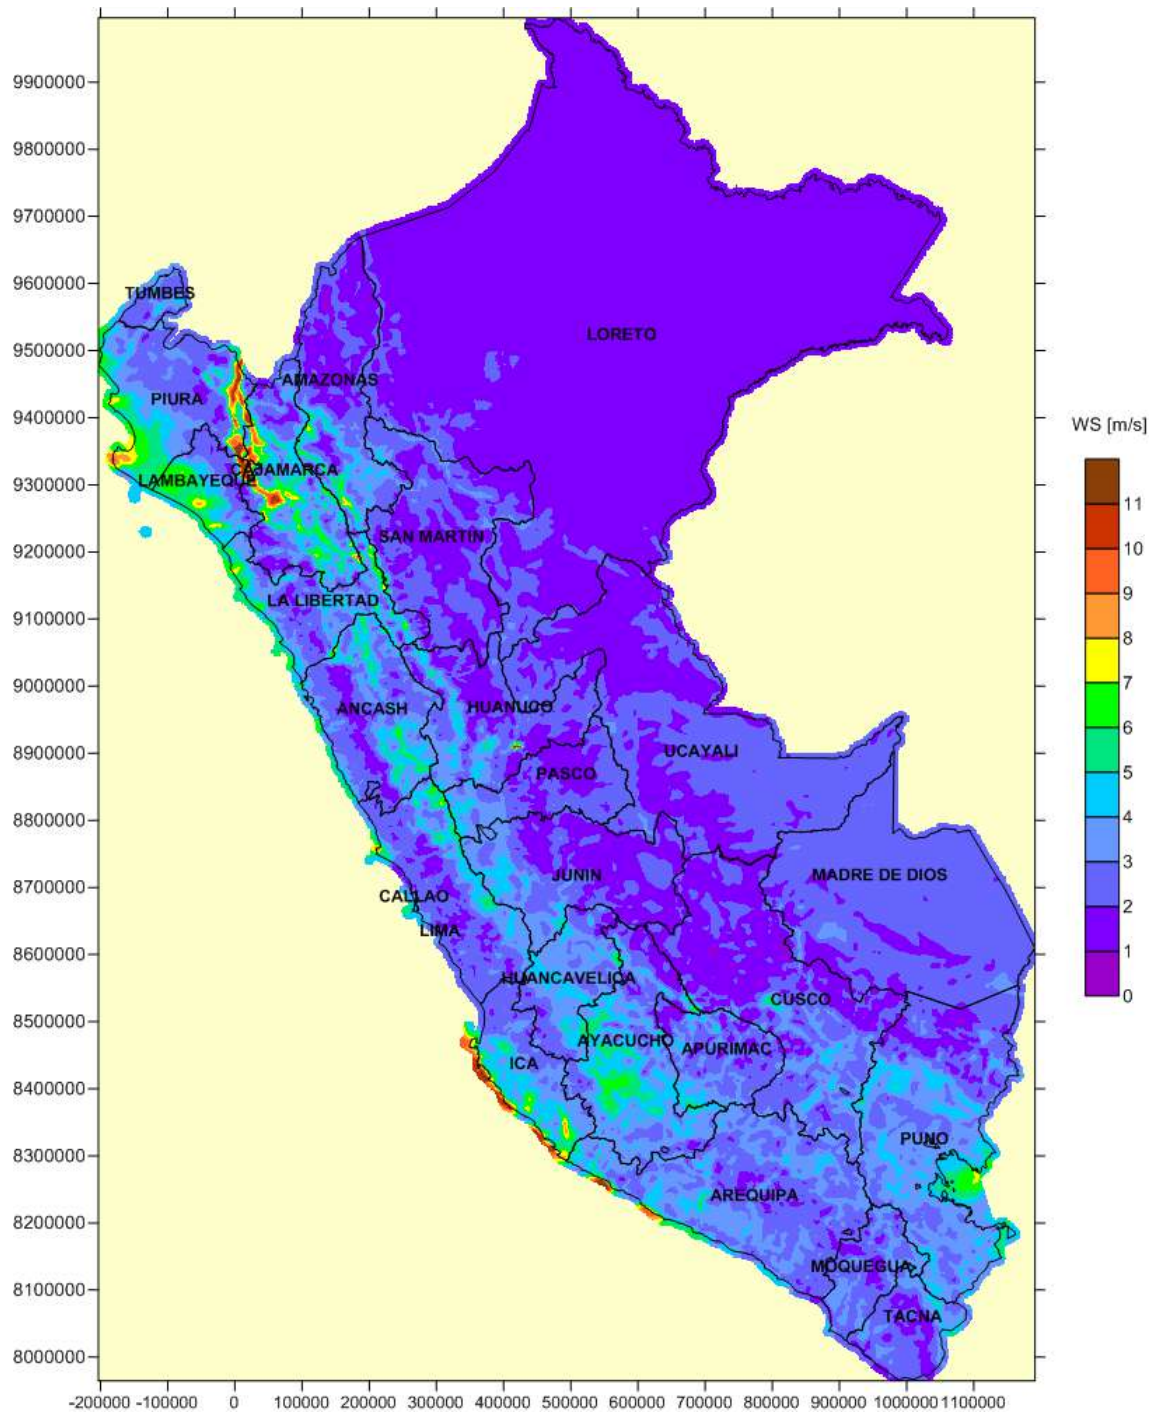 9900000
9800000
9700000
9600000
TUMBES
LORETO
9500000
AMAZONAS
PIURA
9400000
WS [m/s]
CAJAMARCA
LAMBAYEQUE
9300000
11
SAN MARTIN
10
9200000
9
LA LIBERTAD
9100000
8
7
9000000
ANCASH
HUANUCO
6
UCAYALI
8900000
5
PASCO
4
8800000
3
JUNIN
MADRE DE DIOS
8700000
CALLAO
2
LIMA
1
8600000
HUANCAVELICA
CUSCO
0
8500000
AYACUCHO
APURIMAC
ICA
8400000
PUNO
8300000
AREQUIPA
8200000
MOQUEGUA
8100000
TACNA
8000000
-200000 -100000 0 100000 200000 300000 400000 500000 600000 700000 800000 900000 1000000 1100000